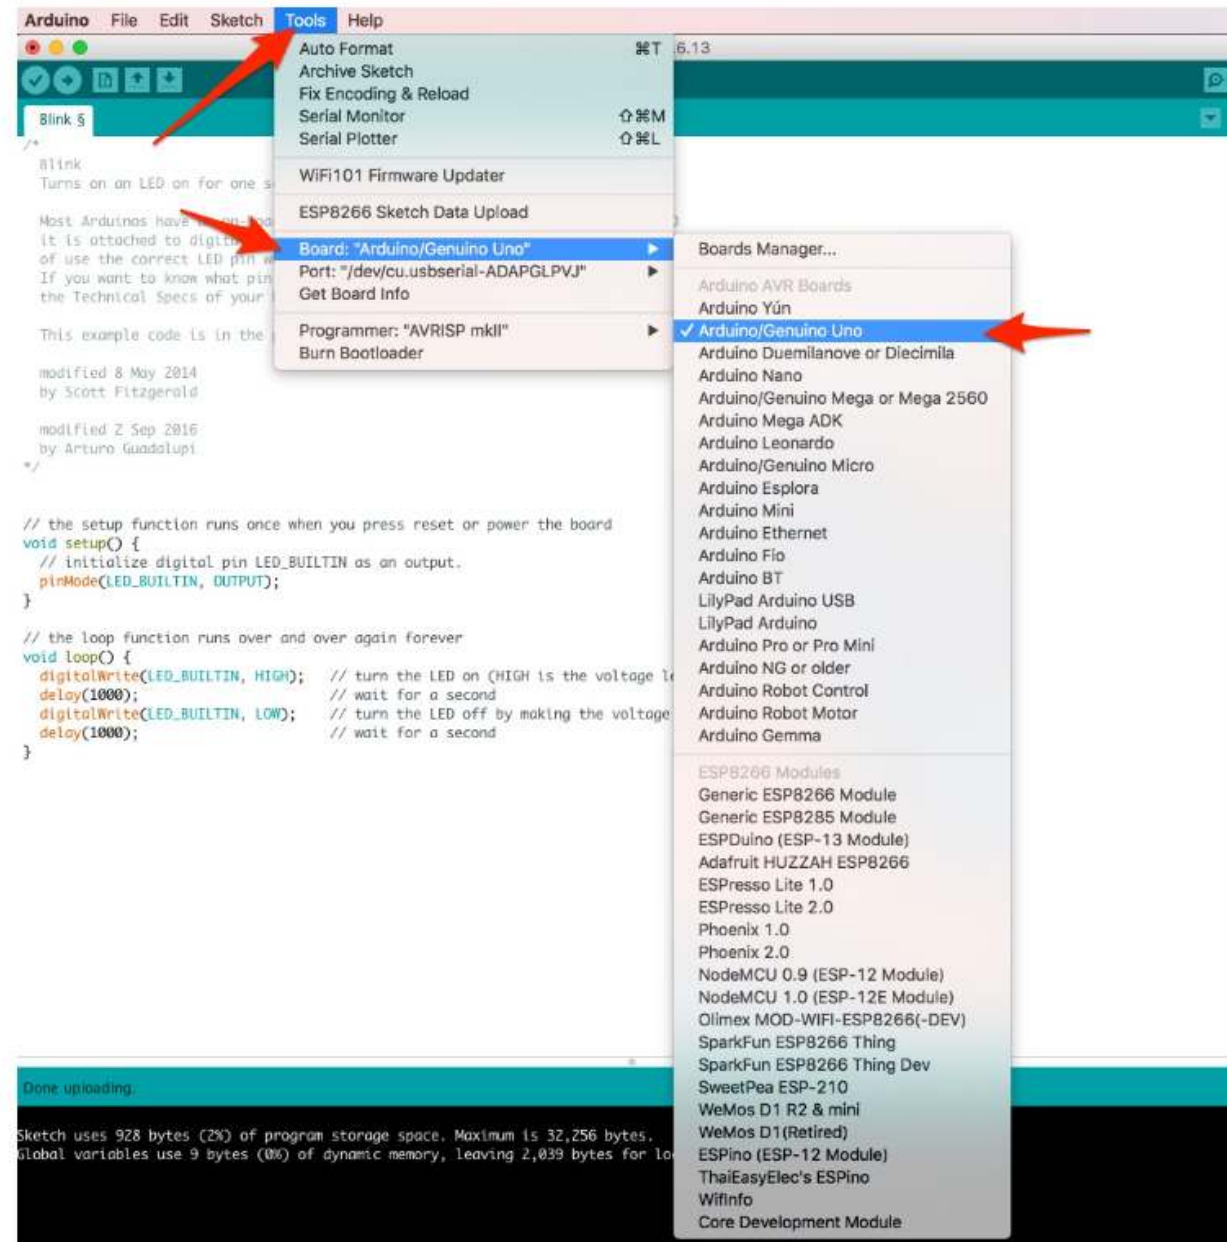 Arduino File Edit Sketch Tools Help
6.13
Auto Format ⌘T
Archive Sketch
Fix Encoding & Reload
Serial Monitor ⇧⌘M
Serial Plotter ⇧⌘L
WiFi101 Firmware Updater
ESP8266 Sketch Data Upload
Board: "Arduino/Genuino Uno"
Port: "/dev/cu.usbserial-ADAPGLPVJ"
Get Board Info
Programmer: "AVRISP mkII"
Burn Bootloader
Boards Manager...
Arduino AVR Boards
Arduino Yún
✓ Arduino/Genuino Uno
Arduino Duemilanove or Diecimila
Arduino Nano
Arduino/Genuino Mega or Mega 2560
Arduino Mega ADK
Arduino Leonardo
Arduino/Genuino Micro
Arduino Esplora
Arduino Mini
Arduino Ethernet
Arduino Fio
Arduino BT
LilyPad Arduino USB
LilyPad Arduino
Arduino Pro or Pro Mini
Arduino NG or older
Arduino Robot Control
Arduino Robot Motor
Arduino Gemma
ESP8266 Modules
Generic ESP8266 Module
Generic ESP8285 Module
ESPDuino (ESP-13 Module)
Adafruit HUZZAH ESP8266
ESPresso Lite 1.0
ESPresso Lite 2.0
Phoenix 1.0
Phoenix 2.0
NodeMCU 0.9 (ESP-12 Module)
NodeMCU 1.0 (ESP-12E Module)
Olimex MOD-WIFI-ESP8266(-DEV)
SparkFun ESP8266 Thing
SparkFun ESP8266 Thing Dev
SweetPea ESP-210
WeMos D1 R2 & mini
WeMos D1(Retired)
ESPino (ESP-12 Module)
ThaiEasyElec's ESPino
WifInfo
Core Development Module
Blink §
/*
Blink
Turns on an LED on for one
Most Arduinos have
it is attached to
of use the correct LED pin
If you want to know what pin
the Technical Specs of your
This example code is in the
modified 8 May 2014
by Scott Fitzgerald
modified 2 Sep 2016
by Arturo Guadalupi
*/
// the setup function runs once when you press reset or power the board
void setup() {
// initialize digital pin LED_BUILTIN as an output.
pinMode(LED_BUILTIN, OUTPUT);
}
// the loop function runs over and over again forever
void loop() {
digitalWrite(LED_BUILTIN, HIGH); // turn the LED on (HIGH is the voltage
delay(1000); // wait for a second
digitalWrite(LED_BUILTIN, LOW); // turn the LED off by making the voltage
delay(1000); // wait for a second
}
Done uploading.
Sketch uses 928 bytes (2%) of program storage space. Maximum is 32,256 bytes.
Global variables use 9 bytes (0%) of dynamic memory, leaving 2,039 bytes for